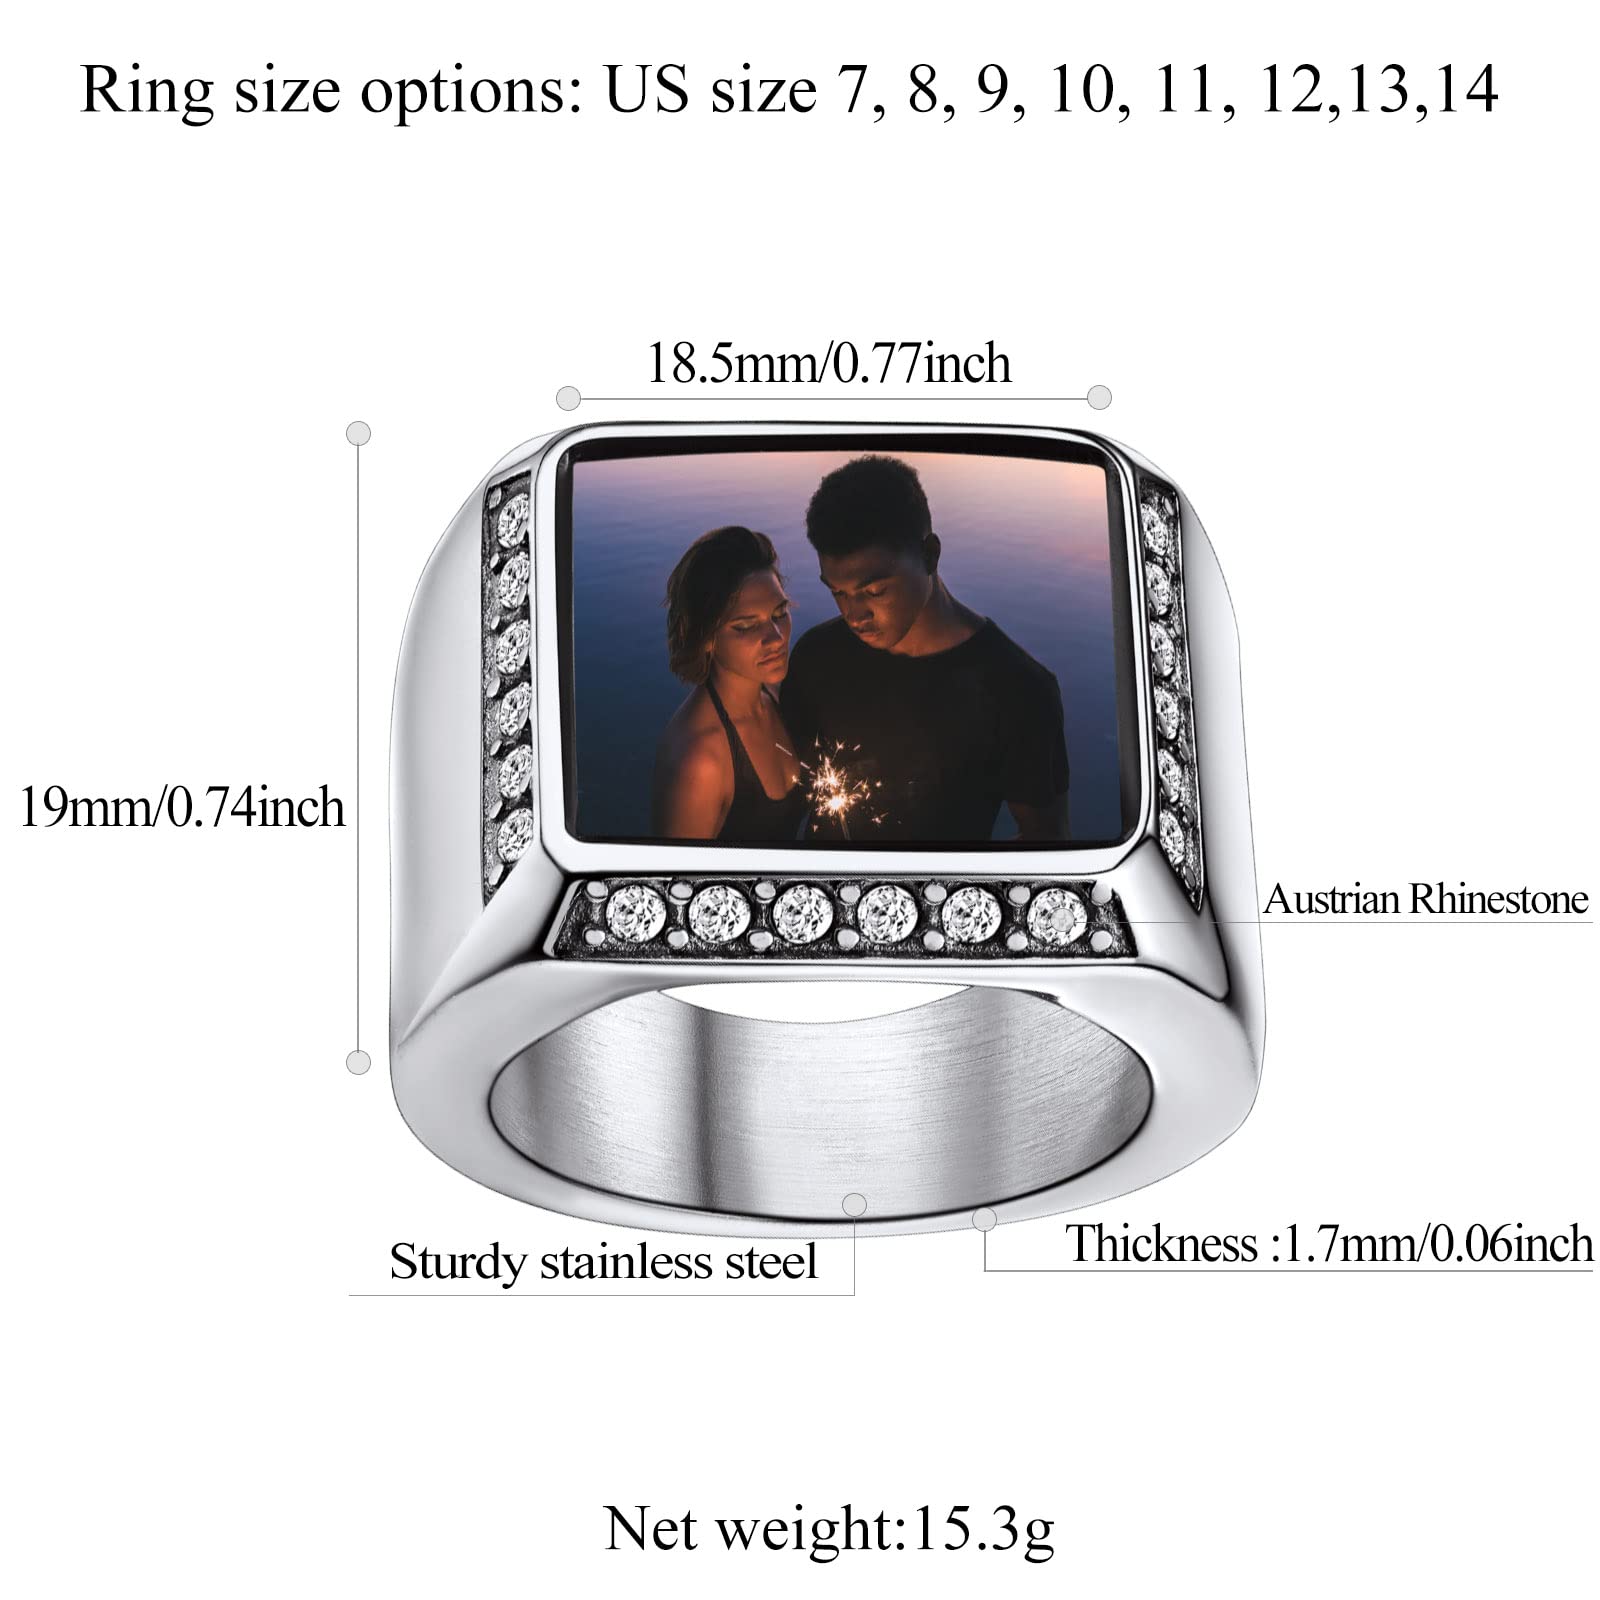 Ring size options: US size 7, 8, 9, 10, 11, 12,13,14
18.5mm/0.77inch
19mm/0.74inch
Austrian Rhinestone
Thickness :1.7mm/0.06inch
Sturdy stainless steel
Net weight:15.3g